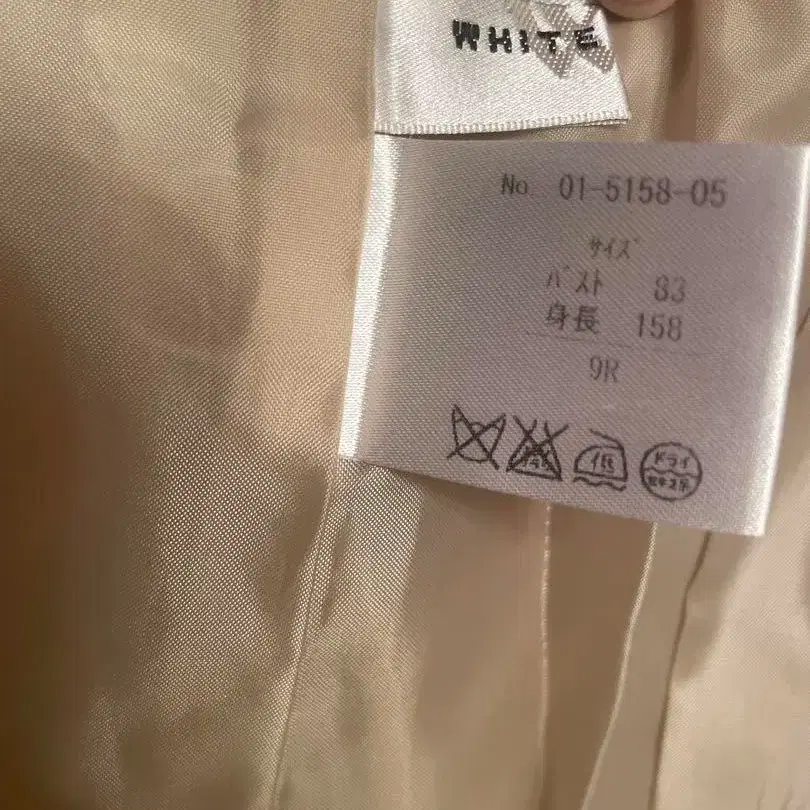 WHITE
No. 01-5158-05
サイズ
バスト 83
身長 158
9R
低 ドライ